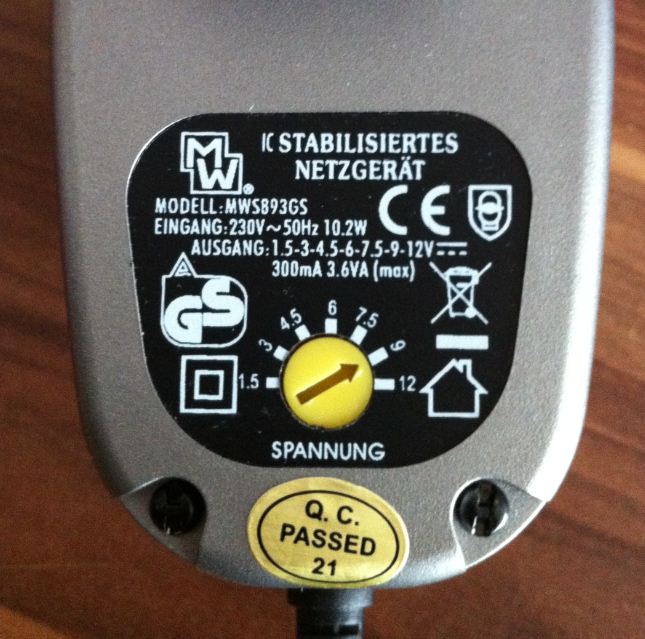 MW®
IC STABILISIERTES
NETZGERÄT
MODELL:MWS893GS
EINGANG:230V~50Hz 10.2W
AUSGANG:1.5-3-4.5-6-7.5-9-12V⎓
300mA 3.6VA (max)
CE
GS
1.5
3
4.5
6
7.5
9
12
SPANNUNG
Q. C.
PASSED
21